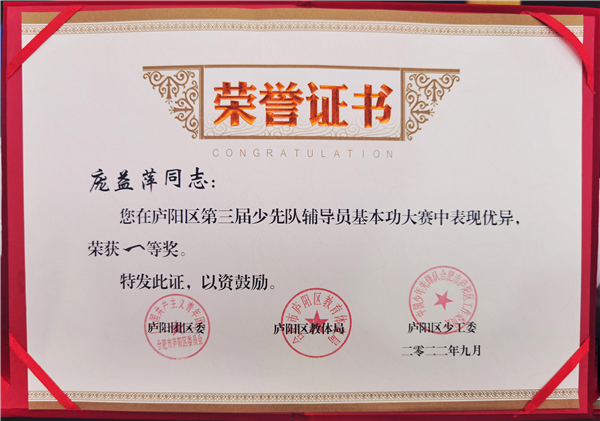 荣誉证书
CONGRATULATION
庞益萍同志：
您在庐阳区第三届少先队辅导员基本功大赛中表现优异，
荣获一等奖。
特发此证，以资鼓励。
庐阳团区委 庐阳区教体局 庐阳区少工委
二零二二年九月